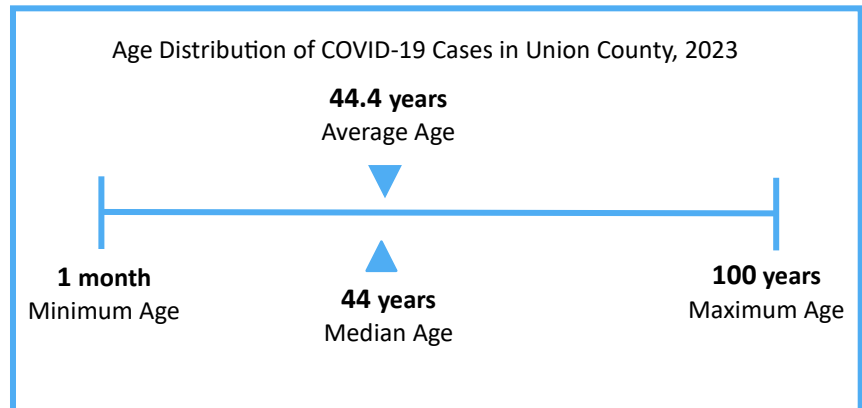 Age Distribution of COVID-19 Cases in Union County, 2023
44.4 years
Average Age
1 month
Minimum Age
44 years
Median Age
100 years
Maximum Age